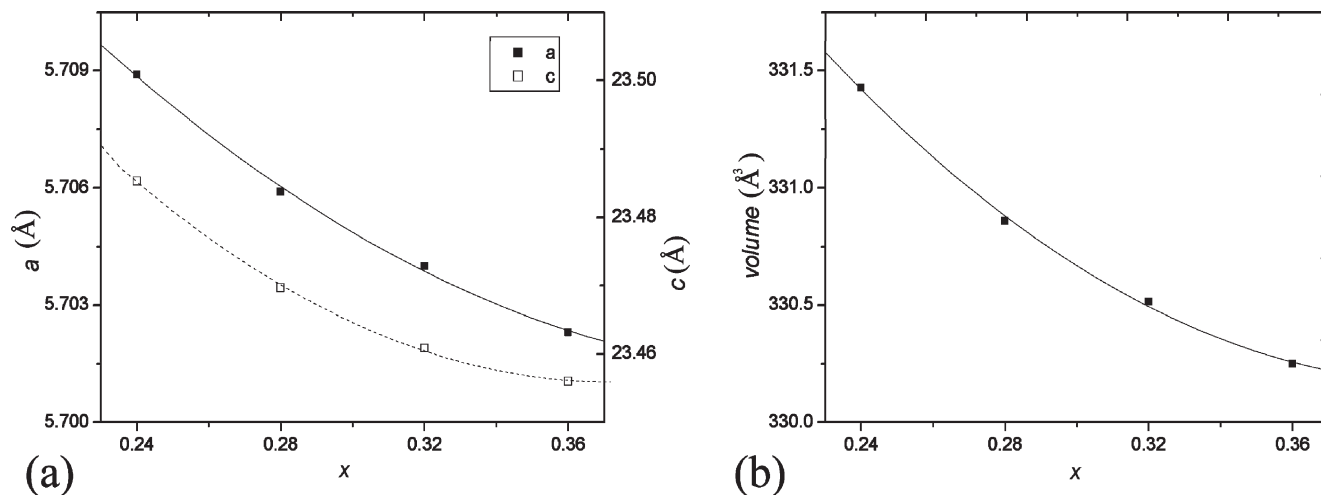 a
c
5.709
5.706
5.703
5.700
a (Å)
23.50
23.48
23.46
c (Å)
0.24 0.28 0.32 0.36
x
(a)
331.5
331.0
330.5
330.0
volume (Å³)
0.24 0.28 0.32 0.36
x
(b)